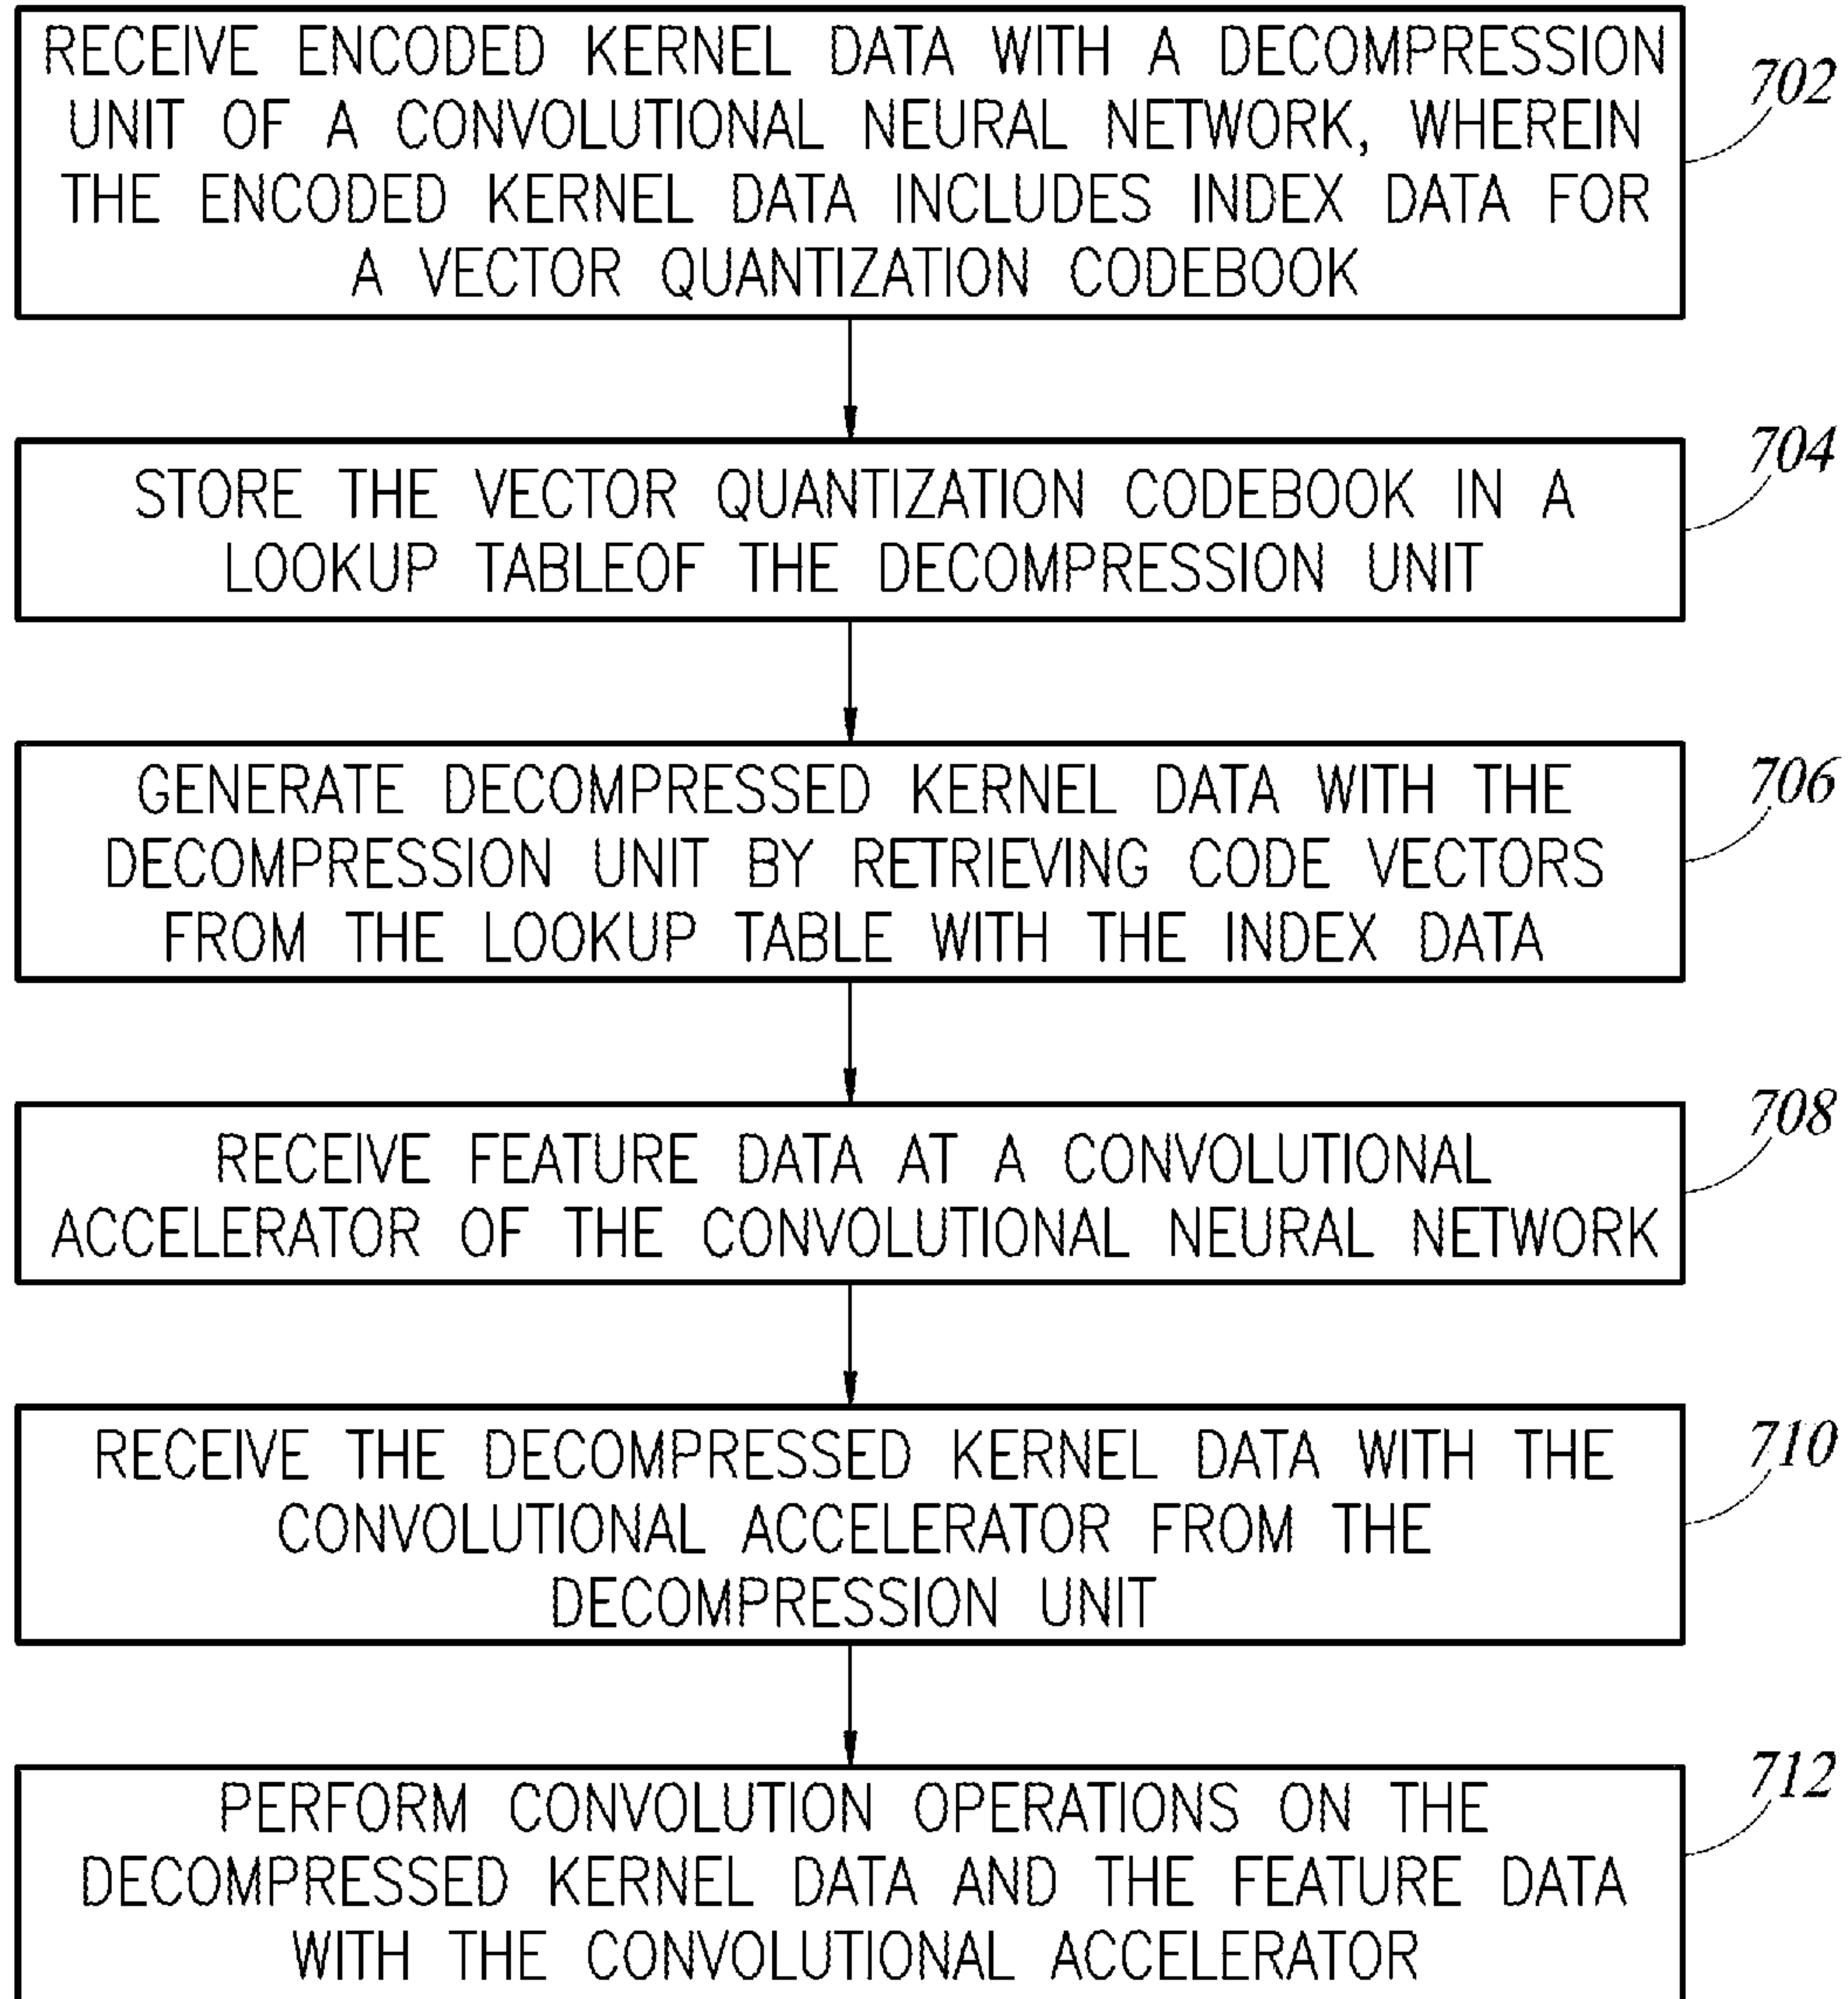 RECEIVE ENCODED KERNEL DATA WITH A DECOMPRESSION
UNIT OF A CONVOLUTIONAL NEURAL NETWORK, WHEREIN
THE ENCODED KERNEL DATA INCLUDES INDEX DATA FOR
A VECTOR QUANTIZATION CODEBOOK
702
STORE THE VECTOR QUANTIZATION CODEBOOK IN A
LOOKUP TABLEOF THE DECOMPRESSION UNIT
704
GENERATE DECOMPRESSED KERNEL DATA WITH THE
DECOMPRESSION UNIT BY RETRIEVING CODE VECTORS
FROM THE LOOKUP TABLE WITH THE INDEX DATA
706
RECEIVE FEATURE DATA AT A CONVOLUTIONAL
ACCELERATOR OF THE CONVOLUTIONAL NEURAL NETWORK
708
RECEIVE THE DECOMPRESSED KERNEL DATA WITH THE
CONVOLUTIONAL ACCELERATOR FROM THE
DECOMPRESSION UNIT
710
PERFORM CONVOLUTION OPERATIONS ON THE
DECOMPRESSED KERNEL DATA AND THE FEATURE DATA
WITH THE CONVOLUTIONAL ACCELERATOR
712